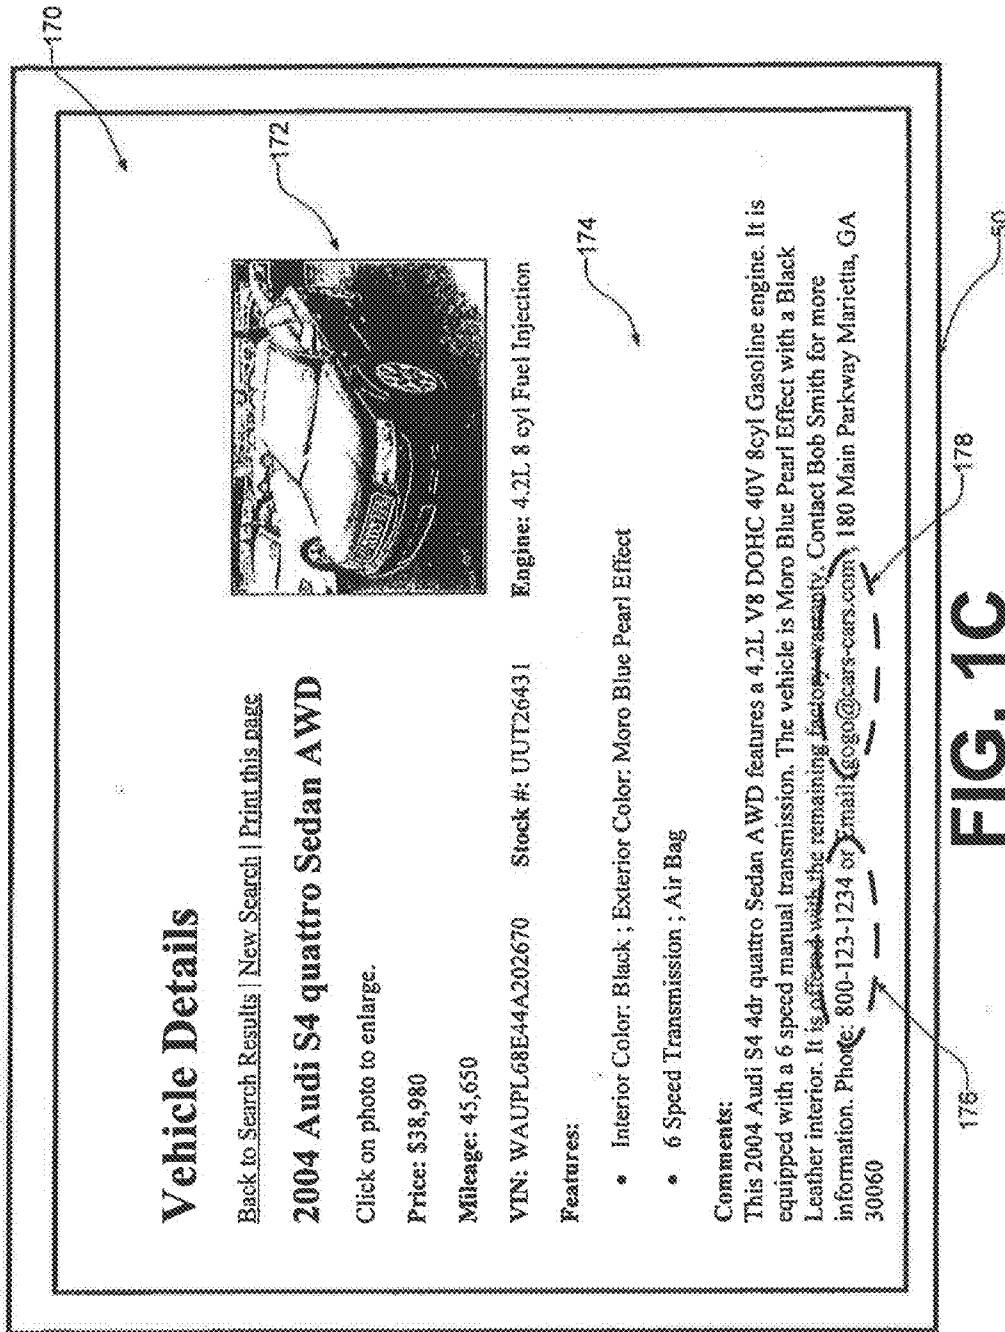 170
Vehicle Details
Back to Search Results | New Search | Print this page
2004 Audi S4 quattro Sedan AWD
172
Click on photo to enlarge.
Price: $38,980
Mileage: 45,650
VIN: WAUPL68E44A202670 Stock #: UUT26431 Engine: 4.2L 8 cyl Fuel Injection
Features:
174
• Interior Color: Black ; Exterior Color: Moro Blue Pearl Effect
• 6 Speed Transmission ; Air Bag
Comments:
This 2004 Audi S4 4dr quattro Sedan AWD features a 4.2L V8 DOHC 40V 8cyl Gasoline engine. It is
equipped with a 6 speed manual transmission. The vehicle is Moro Blue Pearl Effect with a Black
Leather interior. It is offered with the remaining factory warranty. Contact Bob Smith for more
information. Phone: 800-123-1234 or Email: gogo@cars-cars.com 180 Main Parkway Marietta, GA
30060
176
178
50
FIG. 1C